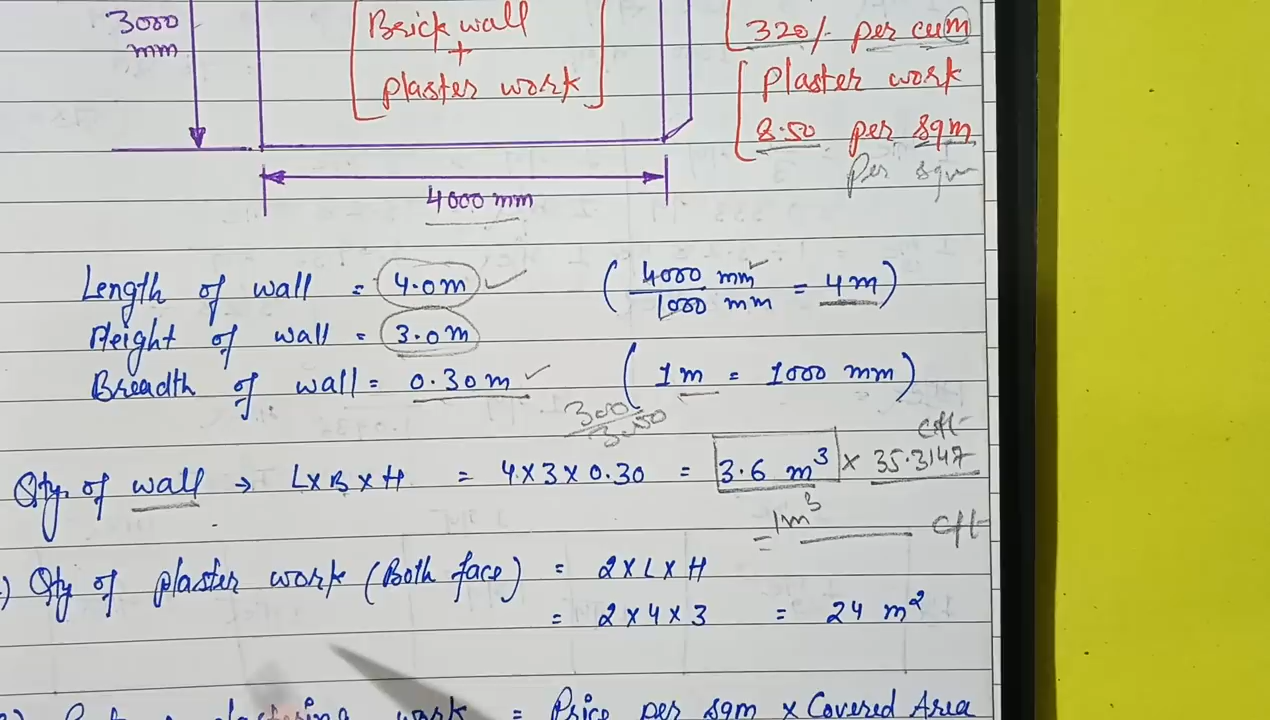 3000
mm
Brick wall
+
plaster work
320/- per cum
plaster work
8.50 per sqm
Per sqm
4000 mm
Length of wall = 4.0m (4000 mm / 1000 mm = 4m)
Height of wall = 3.0m
Breadth of wall = 0.30m (1m = 1000 mm)
300
cft
Qty. of wall → L×B×H = 4×3×0.30 = 3.6 m³ × 35.3147
= 1m³ cft
) Qty of plaster work (Both face) = 2×L×H
= 2×4×3 = 24 m²
work = Price per sqm × Covered Area